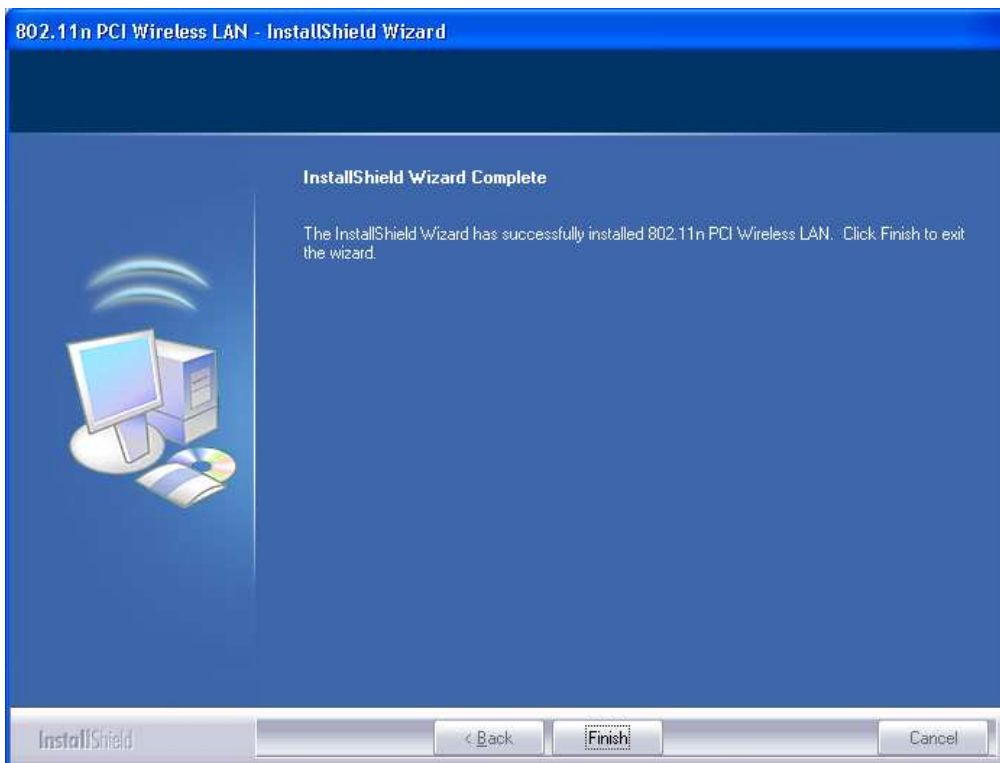 802.11n PCI Wireless LAN - InstallShield Wizard
InstallShield Wizard Complete
The InstallShield Wizard has successfully installed 802.11n PCI Wireless LAN. Click Finish to exit
the wizard.
InstallShield
< Back
Finish
Cancel